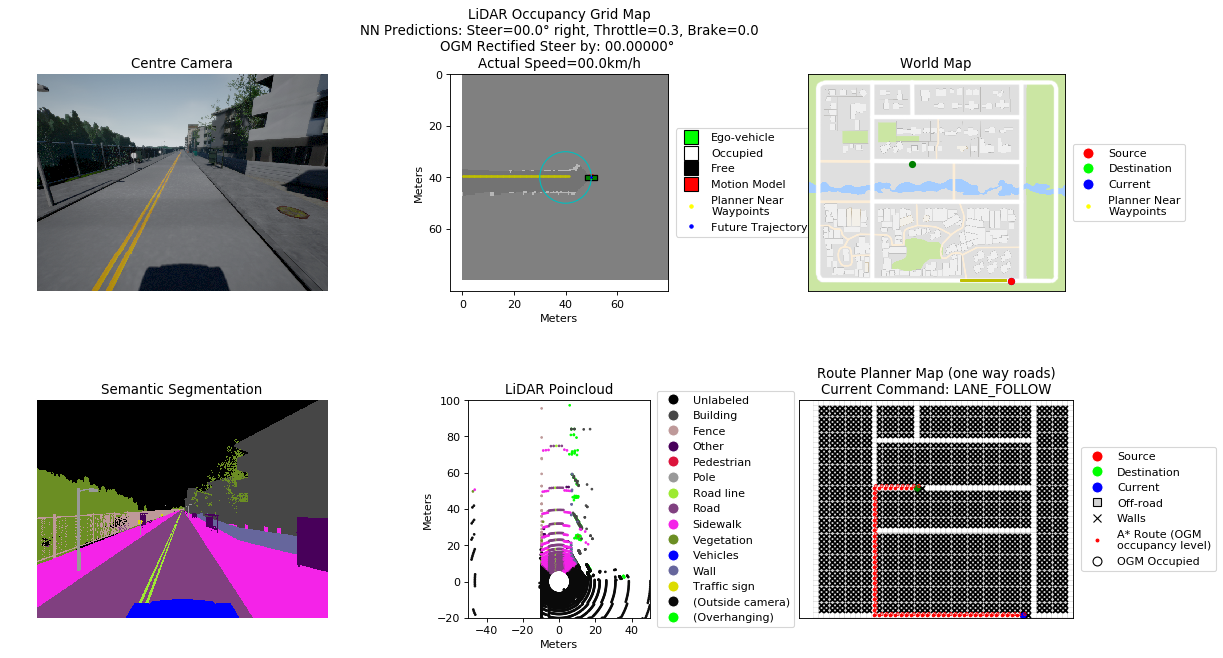 LiDAR Occupancy Grid Map
NN Predictions: Steer=00.0° right, Throttle=0.3, Brake=0.0
OGM Rectified Steer by: 00.00000°
Actual Speed=00.0km/h
Centre Camera
World Map
0
20
40
60
Meters
0
20
40
60
Meters
Ego-vehicle
Occupied
Free
Motion Model
Planner Near
Waypoints
Future Trajectory
Source
Destination
Current
Planner Near
Waypoints
Semantic Segmentation
LiDAR Poincloud
100
80
60
40
20
0
−20
Meters
−40
−20
0
20
40
Meters
Unlabeled
Building
Fence
Other
Pedestrian
Pole
Road line
Road
Sidewalk
Vegetation
Vehicles
Wall
Traffic sign
(Outside camera)
(Overhanging)
Route Planner Map (one way roads)
Current Command: LANE_FOLLOW
Source
Destination
Current
Off-road
Walls
A* Route (OGM
occupancy level)
OGM Occupied